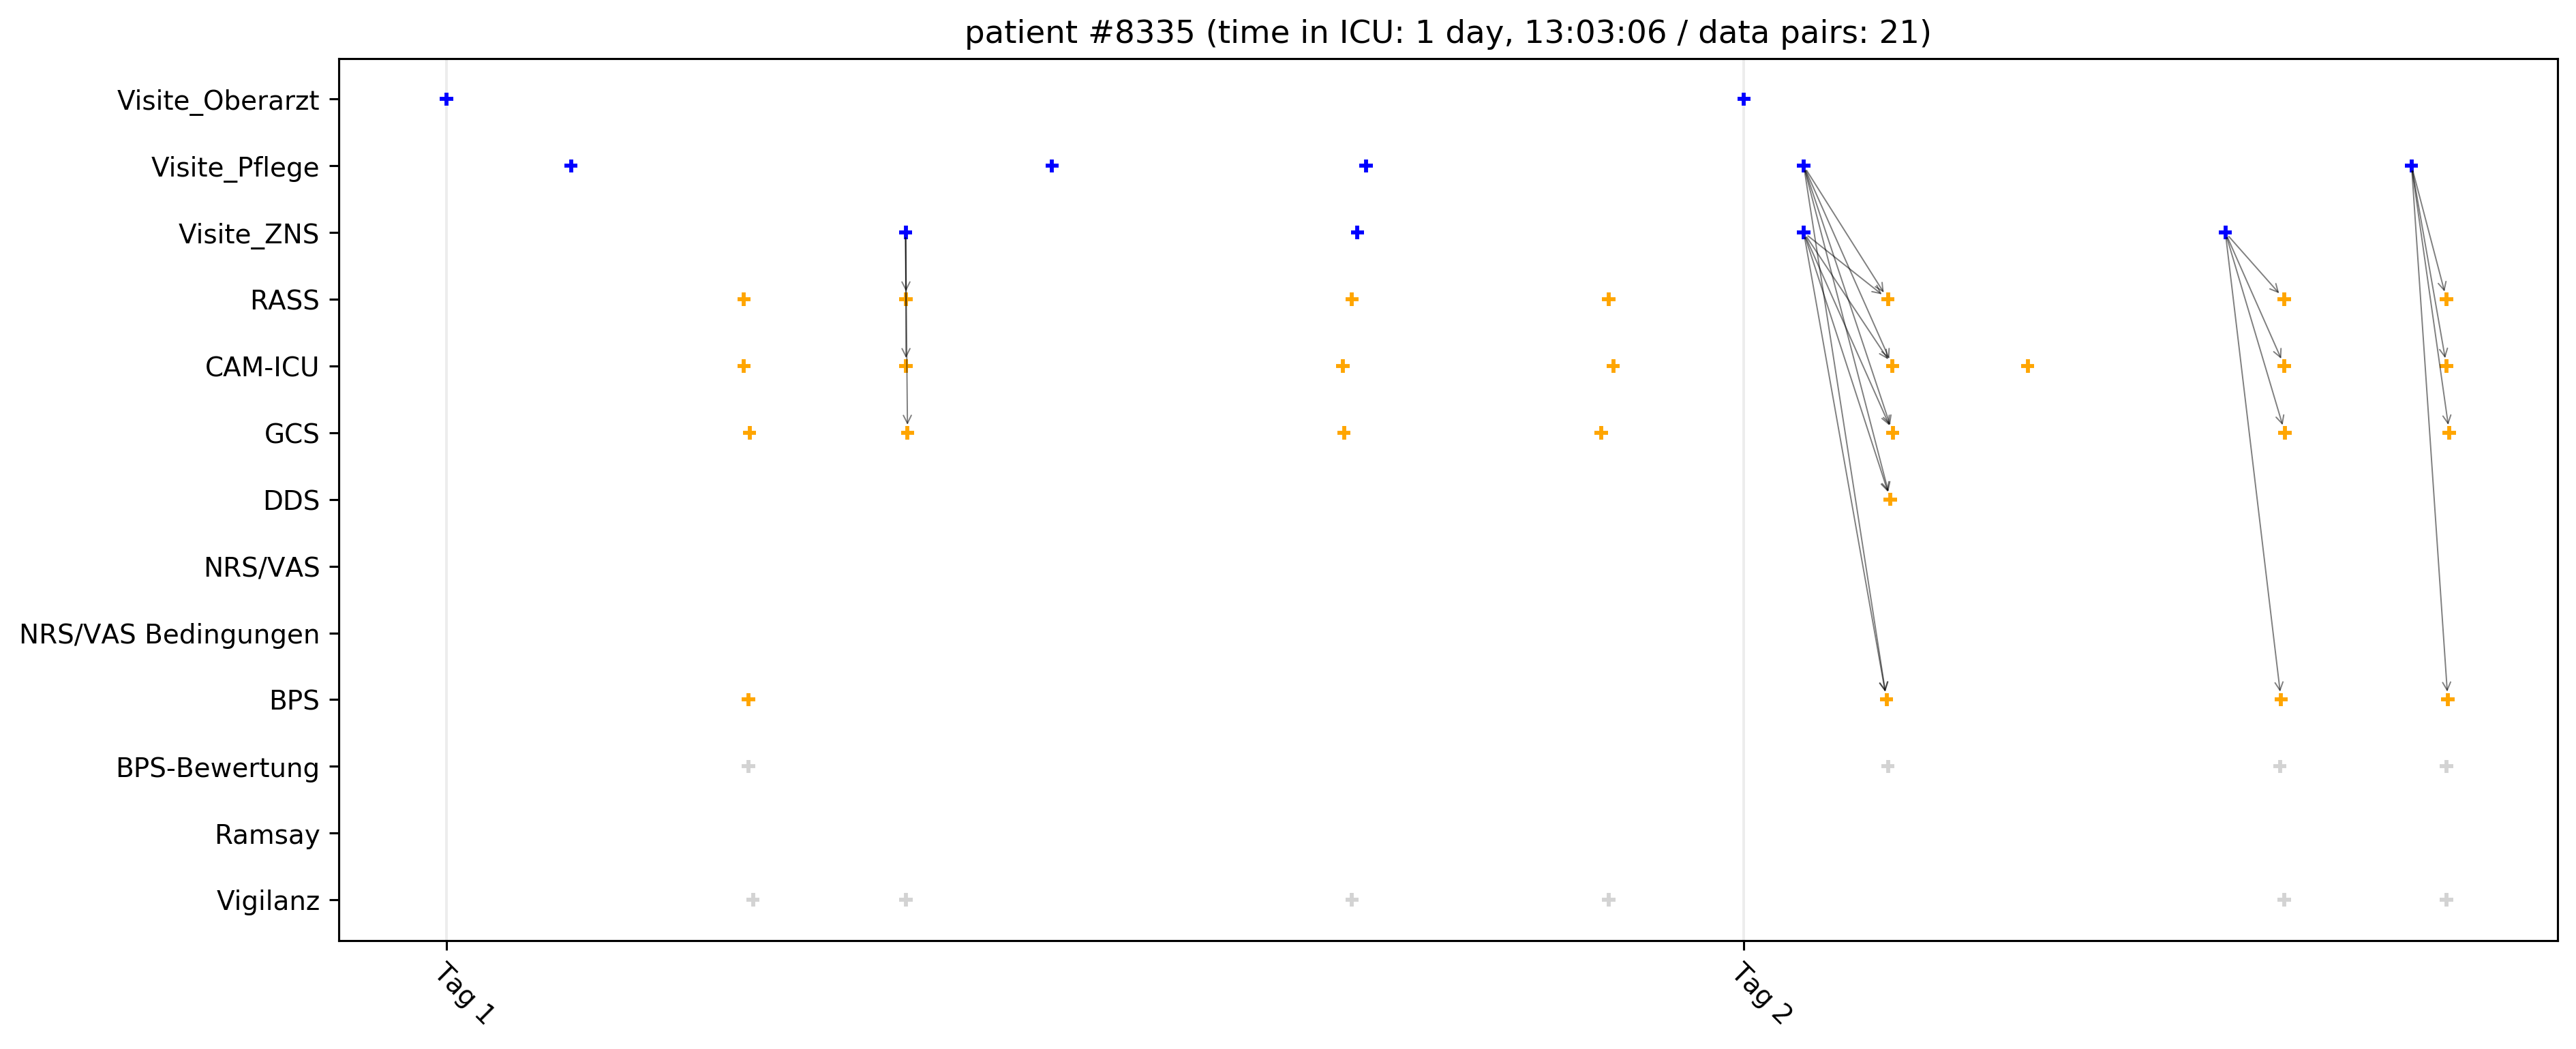 patient #8335 (time in ICU: 1 day, 13:03:06 / data pairs: 21)
Visite_Oberarzt
Visite_Pflege
Visite_ZNS
RASS
CAM-ICU
GCS
DDS
NRS/VAS
NRS/VAS Bedingungen
BPS
BPS-Bewertung
Ramsay
Vigilanz
Tag 1
Tag 2